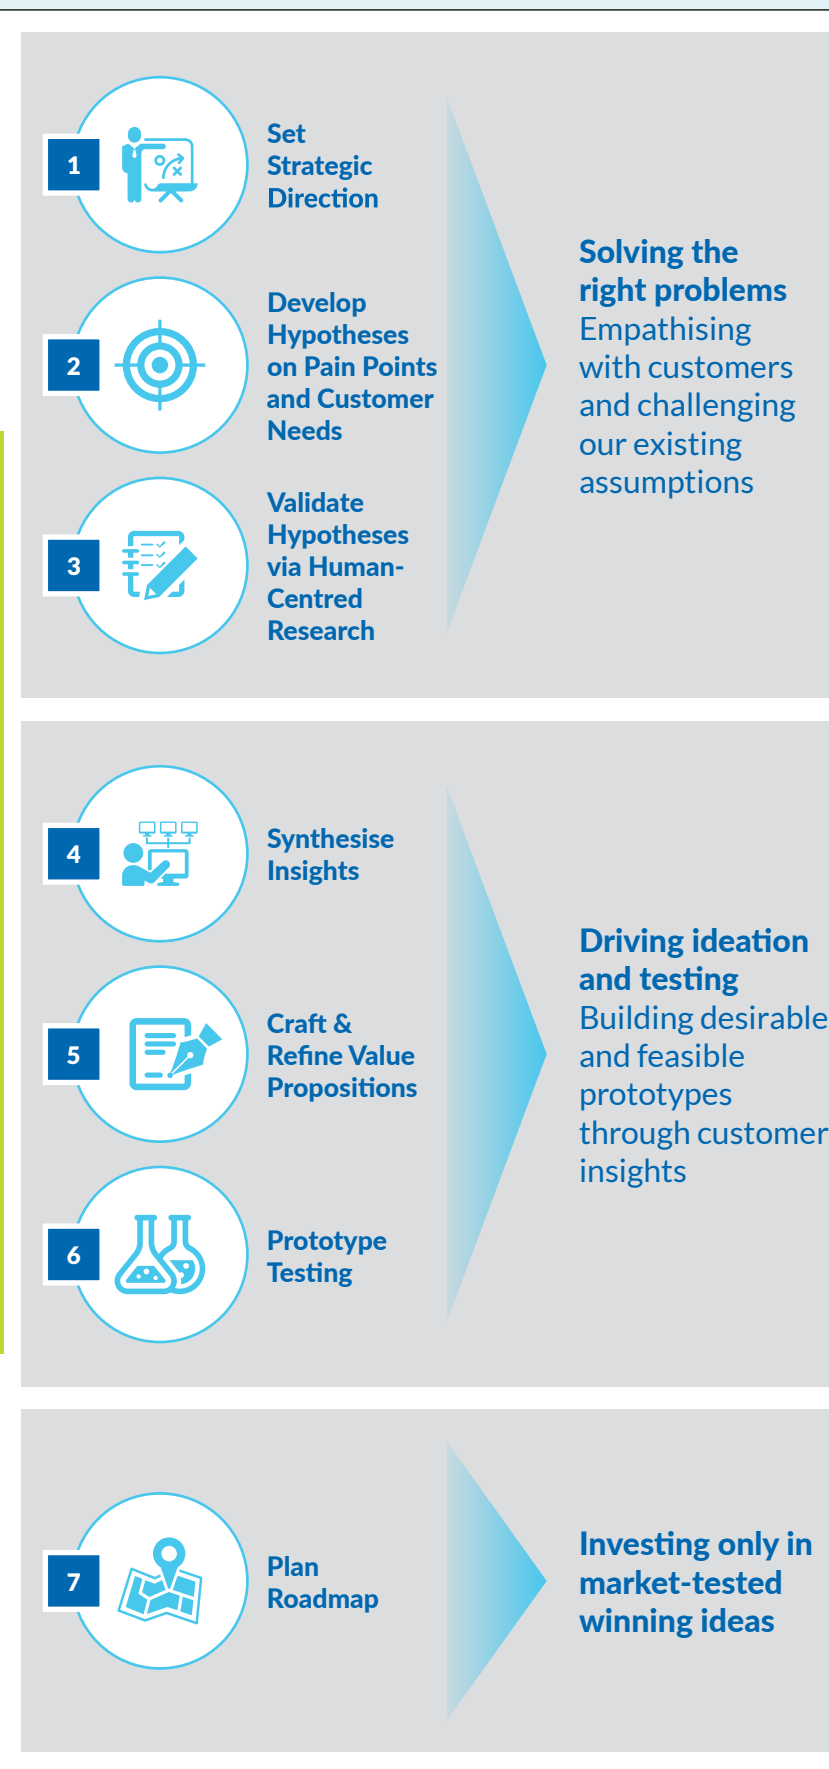 1
Set
Strategic
Direction
2
Develop
Hypotheses
on Pain Points
and Customer
Needs
3
Validate
Hypotheses
via Human-
Centred
Research
Solving the
right problems
Empathising
with customers
and challenging
our existing
assumptions
4
Synthesise
Insights
5
Craft &
Refine Value
Propositions
6
Prototype
Testing
Driving ideation
and testing
Building desirable
and feasible
prototypes
through customer
insights
7
Plan
Roadmap
Investing only in
market-tested
winning ideas